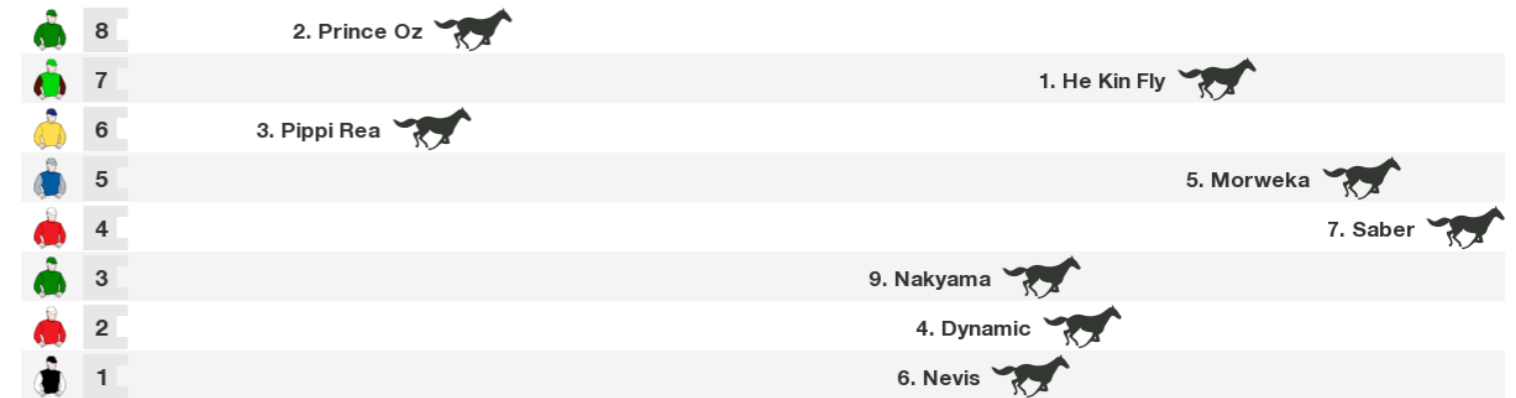 8 2. Prince Oz
7 1. He Kin Fly
6 3. Pippi Rea
5 5. Morweka
4 7. Saber
3 9. Nakyama
2 4. Dynamic
1 6. Nevis